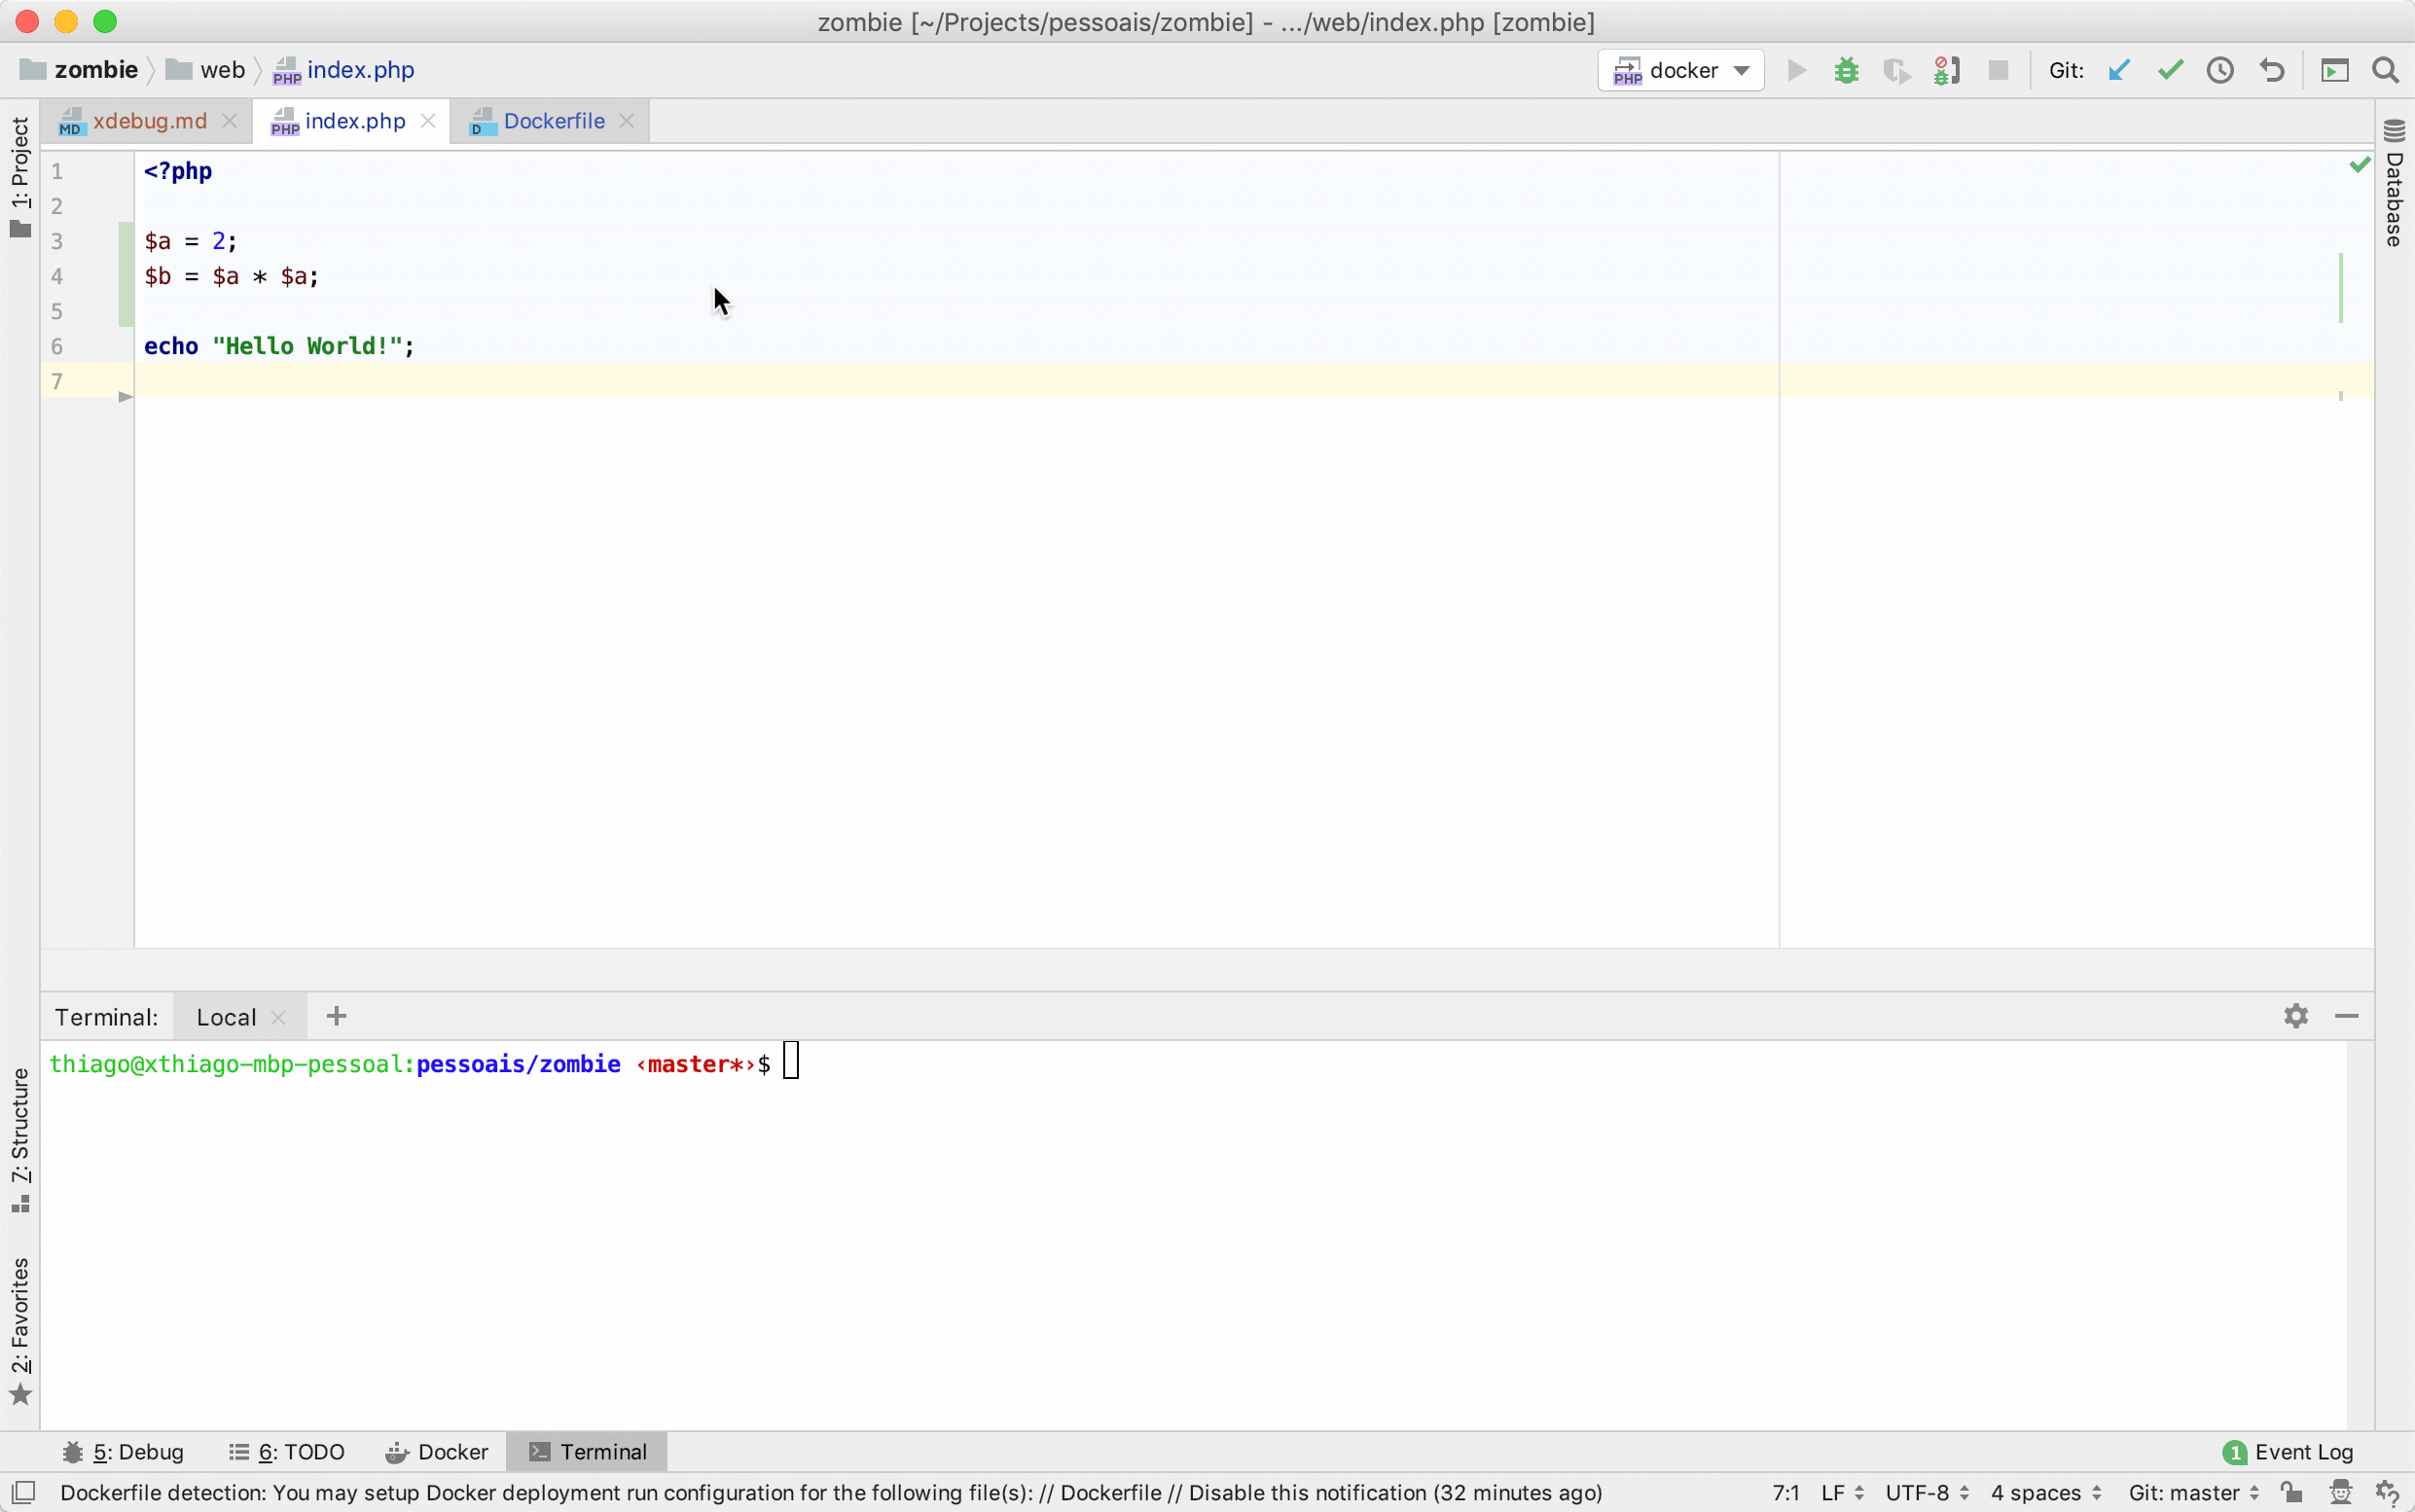 zombie [~/Projects/pessoais/zombie] - .../web/index.php [zombie]
zombie web PHP index.php
PHP docker Git:
MD xdebug.md PHP index.php D Dockerfile
1: Project
Database
1 <?php
2
3 $a = 2;
4 $b = $a * $a;
5
6 echo "Hello World!";
7
Terminal: Local +
thiago@xthiago-mbp-pessoal:pessoais/zombie ‹master*›$
7: Structure
2: Favorites
5: Debug 6: TODO Docker Terminal 1 Event Log
Dockerfile detection: You may setup Docker deployment run configuration for the following file(s): // Dockerfile // Disable this notification (32 minutes ago) 7:1 LF UTF-8 4 spaces Git: master